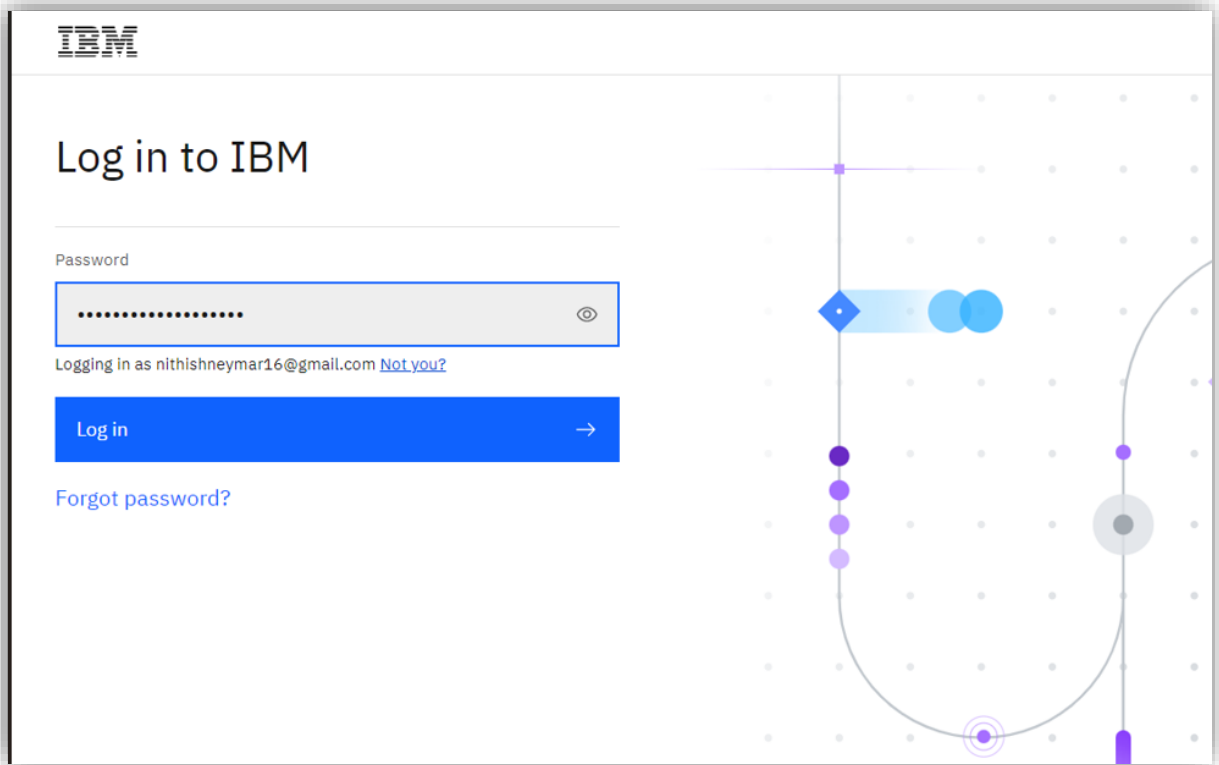 IBM
Log in to IBM
Password
•••••••••••••••••••
Logging in as nithishneymar16@gmail.com Not you?
Log in
Forgot password?